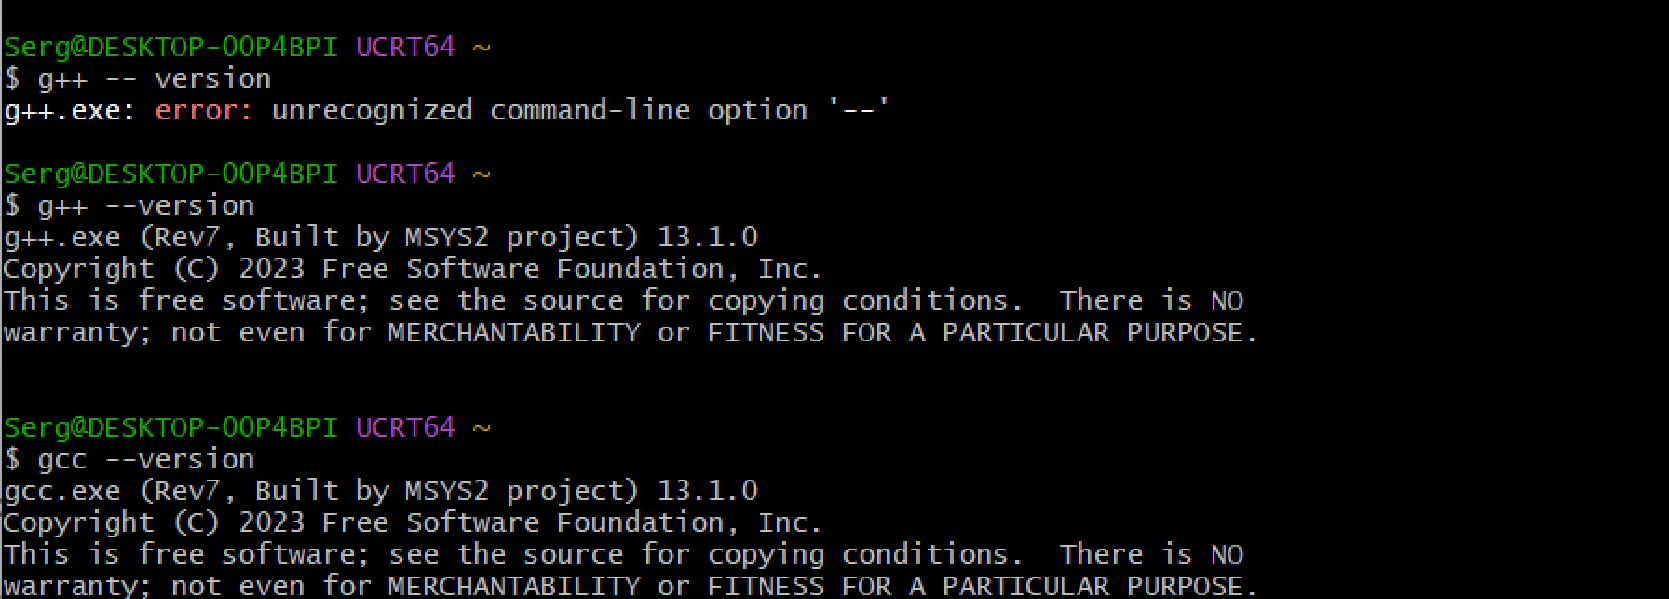 Serg@DESKTOP-OOP4BPI UCRT64 ~
$ g++ -- version
g++.exe: error: unrecognized command-line option '--'
Serg@DESKTOP-OOP4BPI UCRT64 ~
$ g++ --version
g++.exe (Rev7, Built by MSYS2 project) 13.1.0
Copyright (C) 2023 Free Software Foundation, Inc.
This is free software; see the source for copying conditions.  There is NO
warranty; not even for MERCHANTABILITY or FITNESS FOR A PARTICULAR PURPOSE.
Serg@DESKTOP-OOP4BPI UCRT64 ~
$ gcc --version
gcc.exe (Rev7, Built by MSYS2 project) 13.1.0
Copyright (C) 2023 Free Software Foundation, Inc.
This is free software; see the source for copying conditions.  There is NO
warranty; not even for MERCHANTABILITY or FITNESS FOR A PARTICULAR PURPOSE.